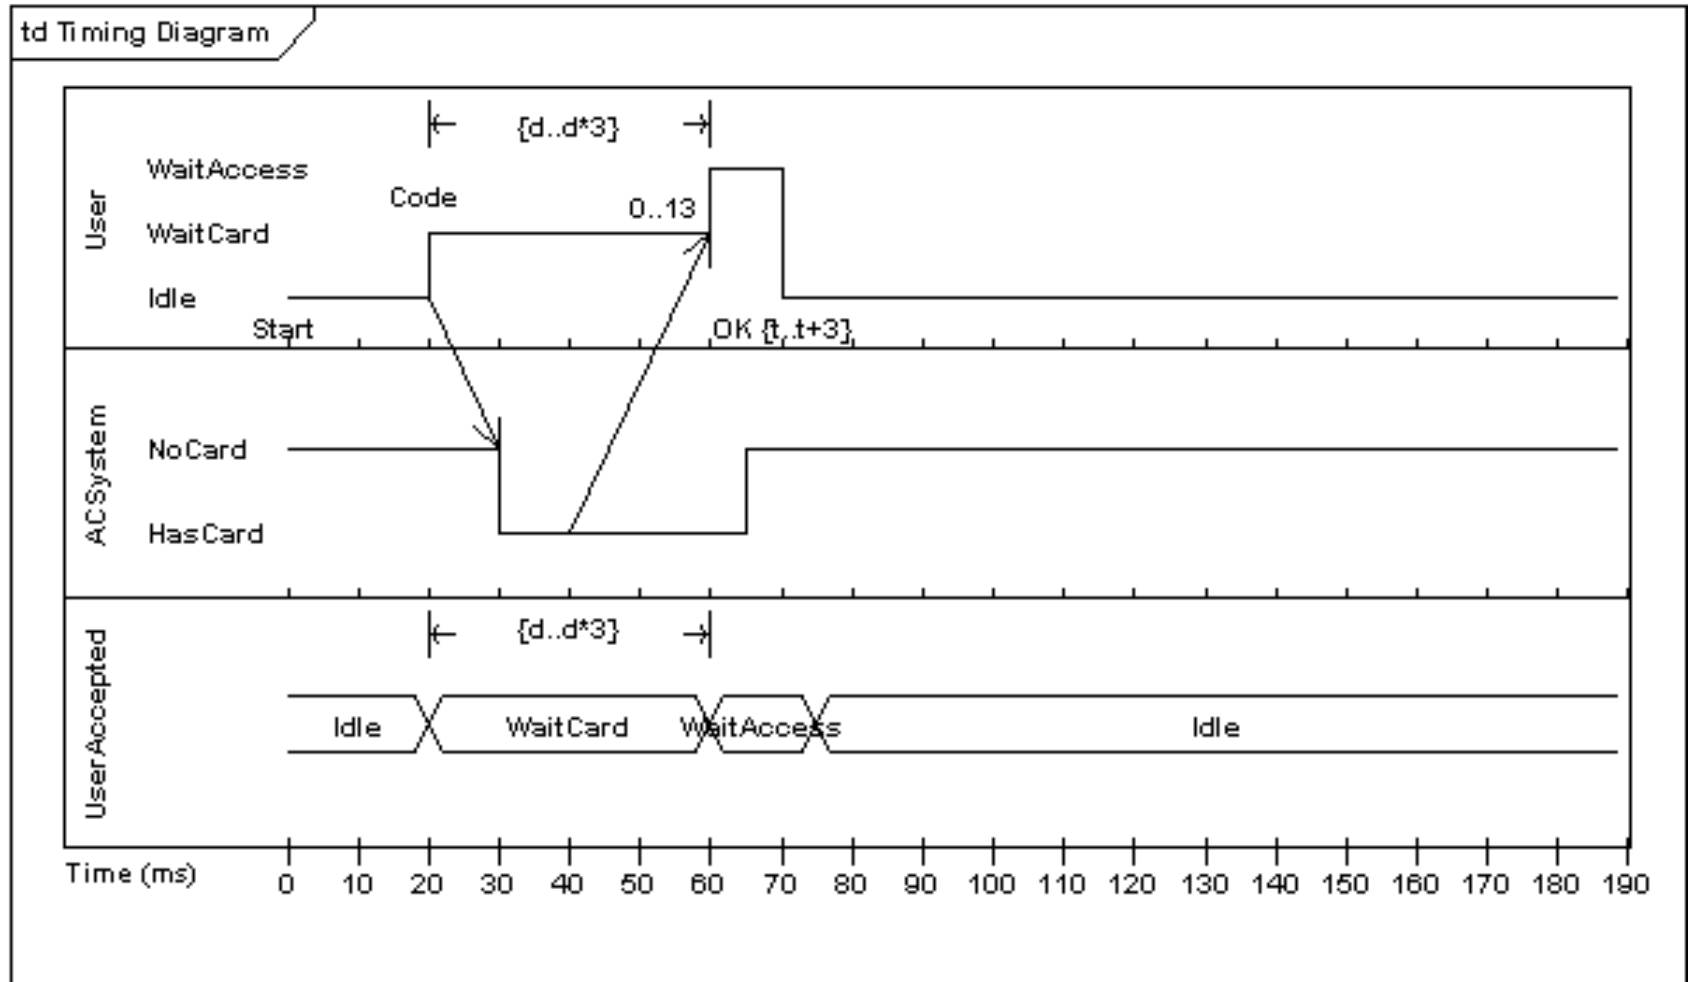 td Timing Diagram
{d..d*3}
WaitAccess
Code
0..13
User
WaitCard
Idle
Start
OK {t..t+3}
ACSystem
NoCard
HasCard
{d..d*3}
UserAccepted
Idle
WaitCard
WaitAccess
Idle
Time (ms)
0 10 20 30 40 50 60 70 80 90 100 110 120 130 140 150 160 170 180 190